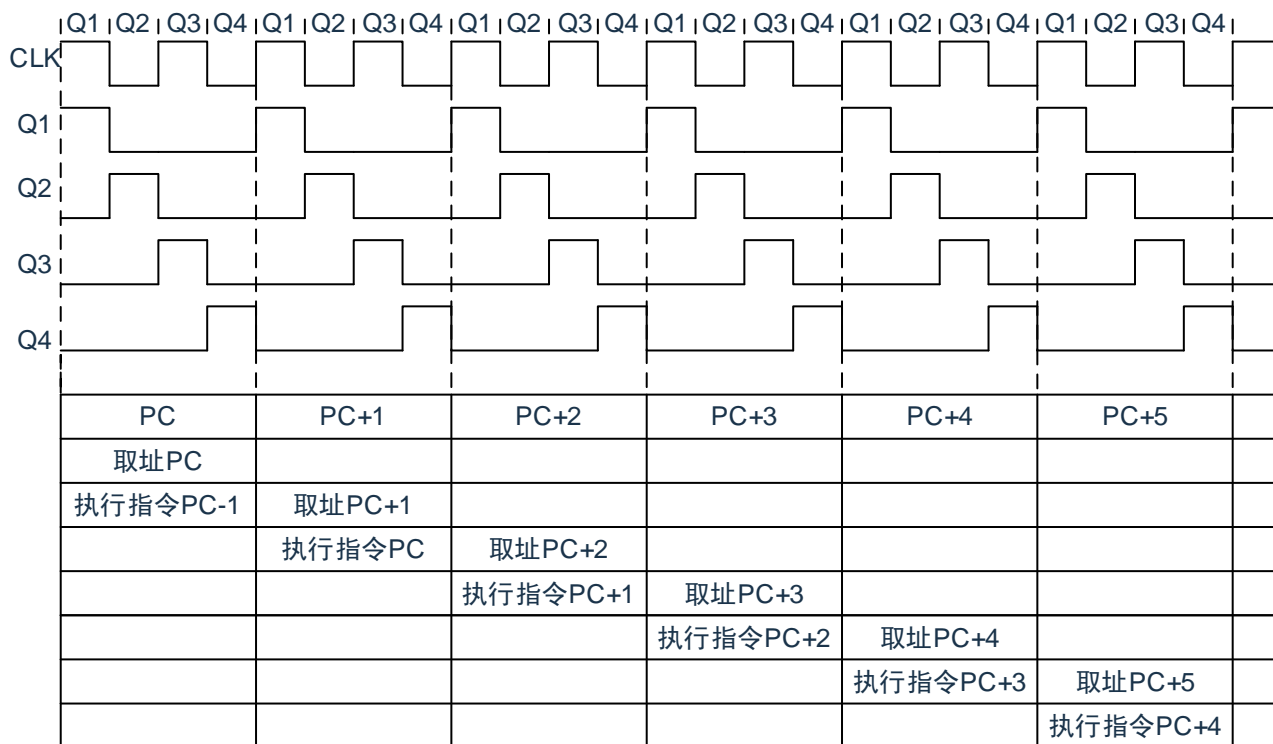 Q1 Q2 Q3 Q4 Q1 Q2 Q3 Q4 Q1 Q2 Q3 Q4 Q1 Q2 Q3 Q4 Q1 Q2 Q3 Q4 Q1 Q2 Q3 Q4
CLK
Q1
Q2
Q3
Q4
PC PC+1 PC+2 PC+3 PC+4 PC+5
取址PC
执行指令PC-1 取址PC+1
执行指令PC 取址PC+2
执行指令PC+1 取址PC+3
执行指令PC+2 取址PC+4
执行指令PC+3 取址PC+5
执行指令PC+4